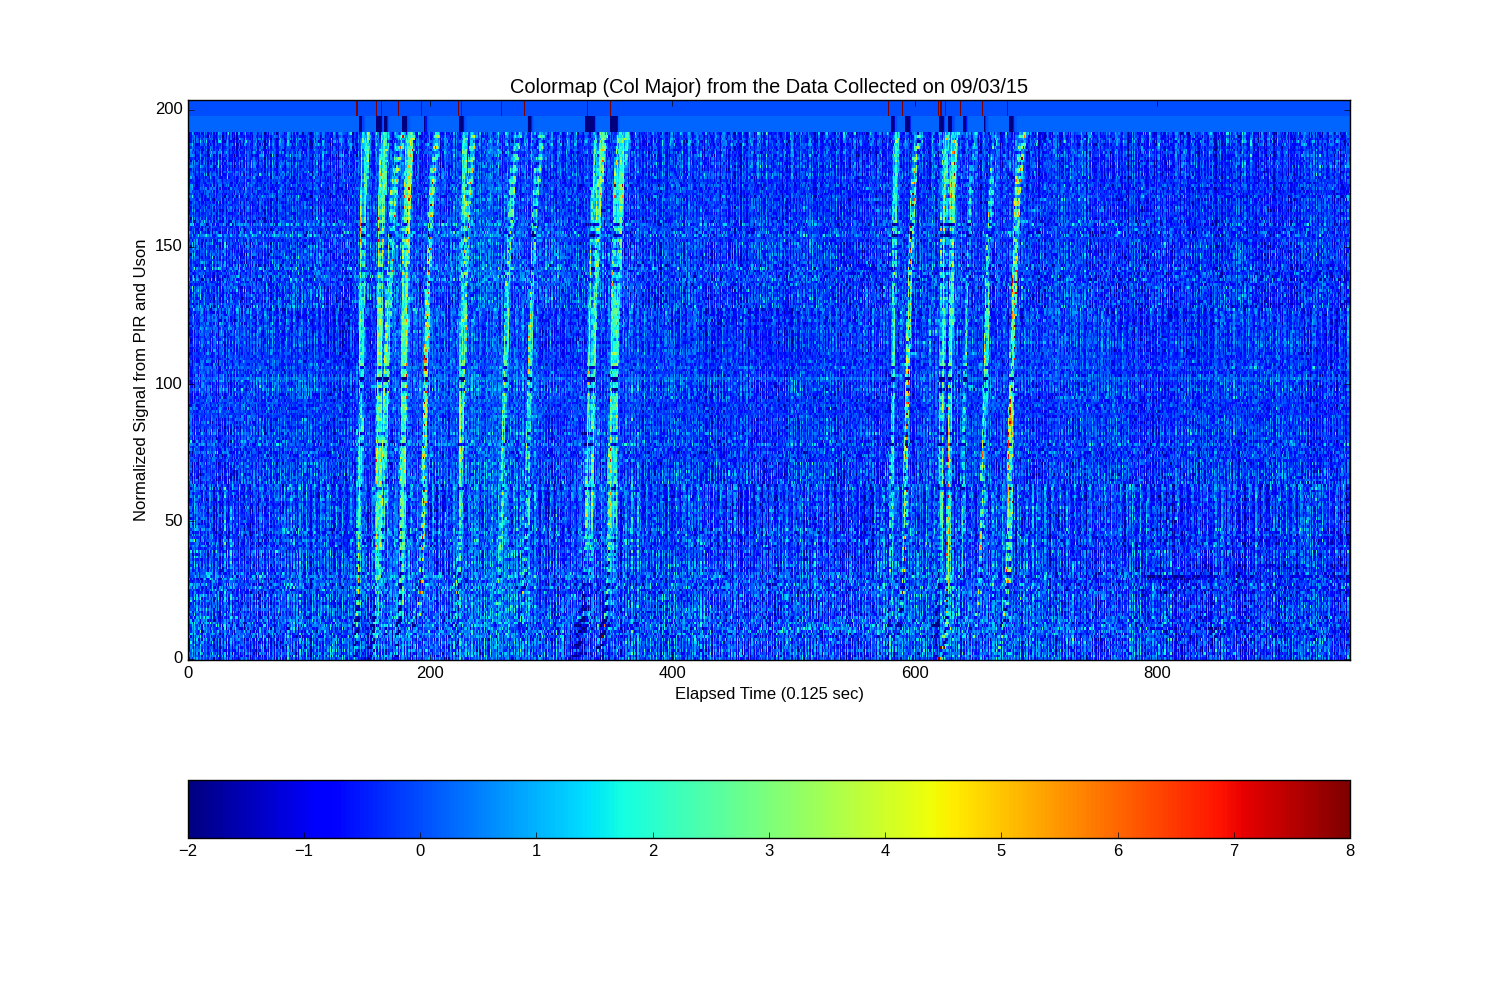 Colormap (Col Major) from the Data Collected on 09/03/15
Normalized Signal from PIR and Uson
200
150
100
50
0
0 200 400 600 800
Elapsed Time (0.125 sec)
−2 −1 0 1 2 3 4 5 6 7 8